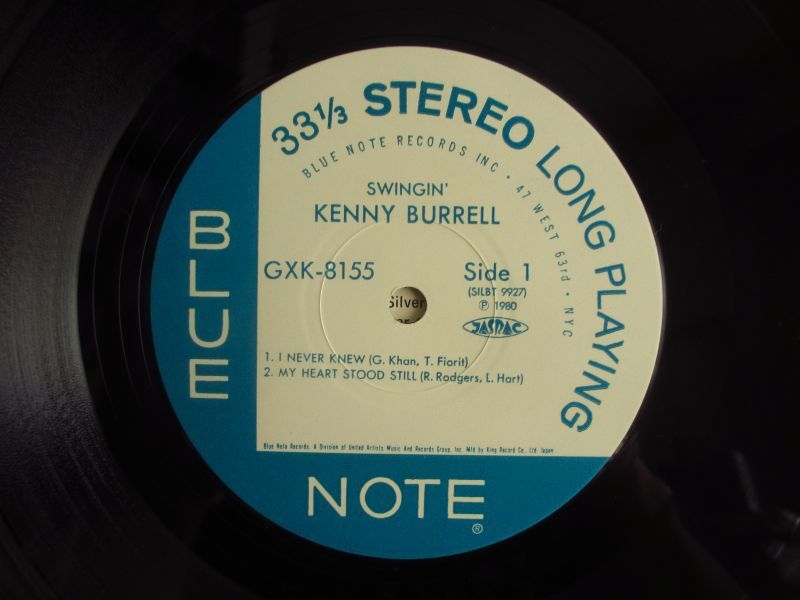 33⅓ STEREO LONG PLAYING
BLUE NOTE RECORDS INC • 47 WEST 63rd • NYC
SWINGIN'
KENNY BURRELL
GXK-8155 Side 1
(SILBT 9927)
℗ 1980
JASRAC
Silver
1. I NEVER KNEW (G. Khan, T. Fiorit)
2. MY HEART STOOD STILL (R. Rodgers, L. Hart)
Blue Note Records, A Division of United Artists Music And Records Group, Inc. Mfd by King Record Co., Ltd. Japan
BLUE
NOTE ®